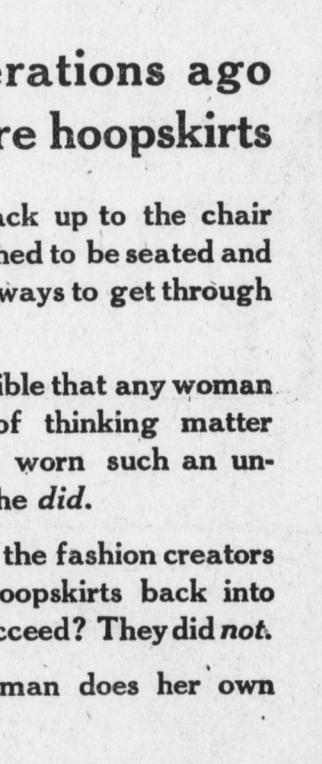 erations ago
re hoopskirts
ack up to the chair
ned to be seated and
ways to get through
ible that any woman
of thinking matter
worn such an un-
he did.
the fashion creators
oopskirts back into
cceed? They did not.
man does her own